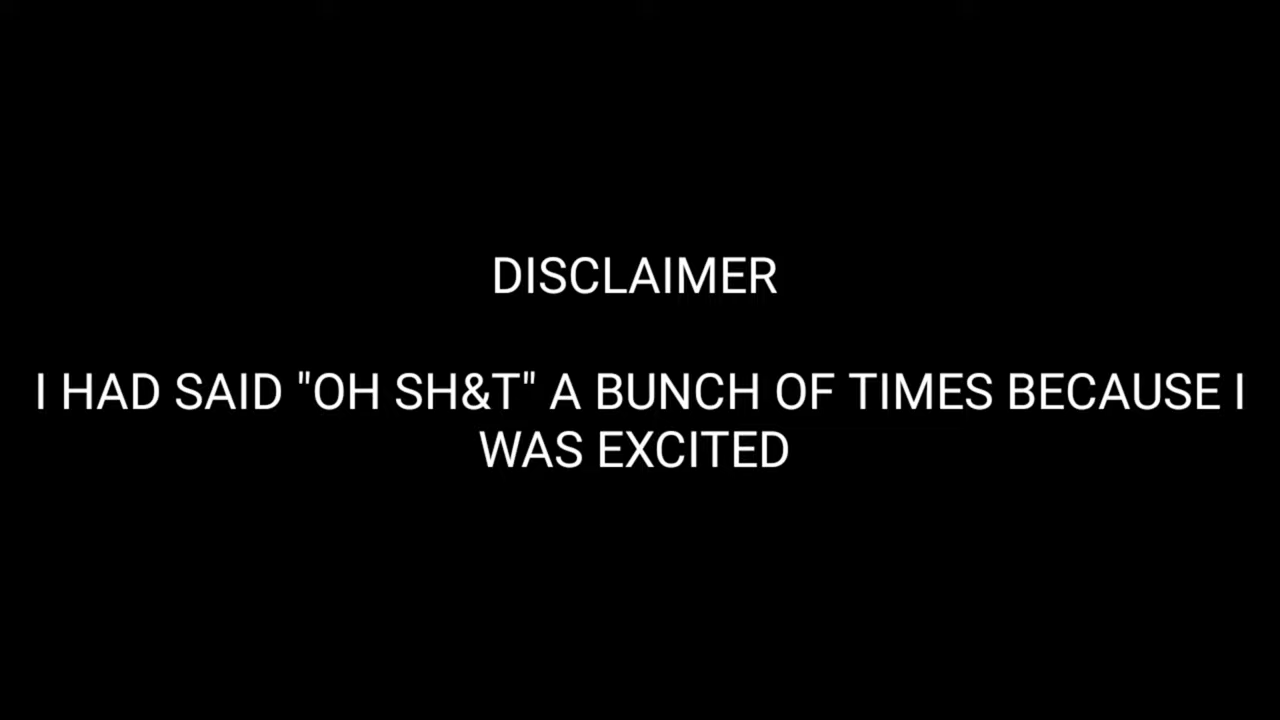 DISCLAIMER
I HAD SAID "OH SH&T" A BUNCH OF TIMES BECAUSE I
WAS EXCITED